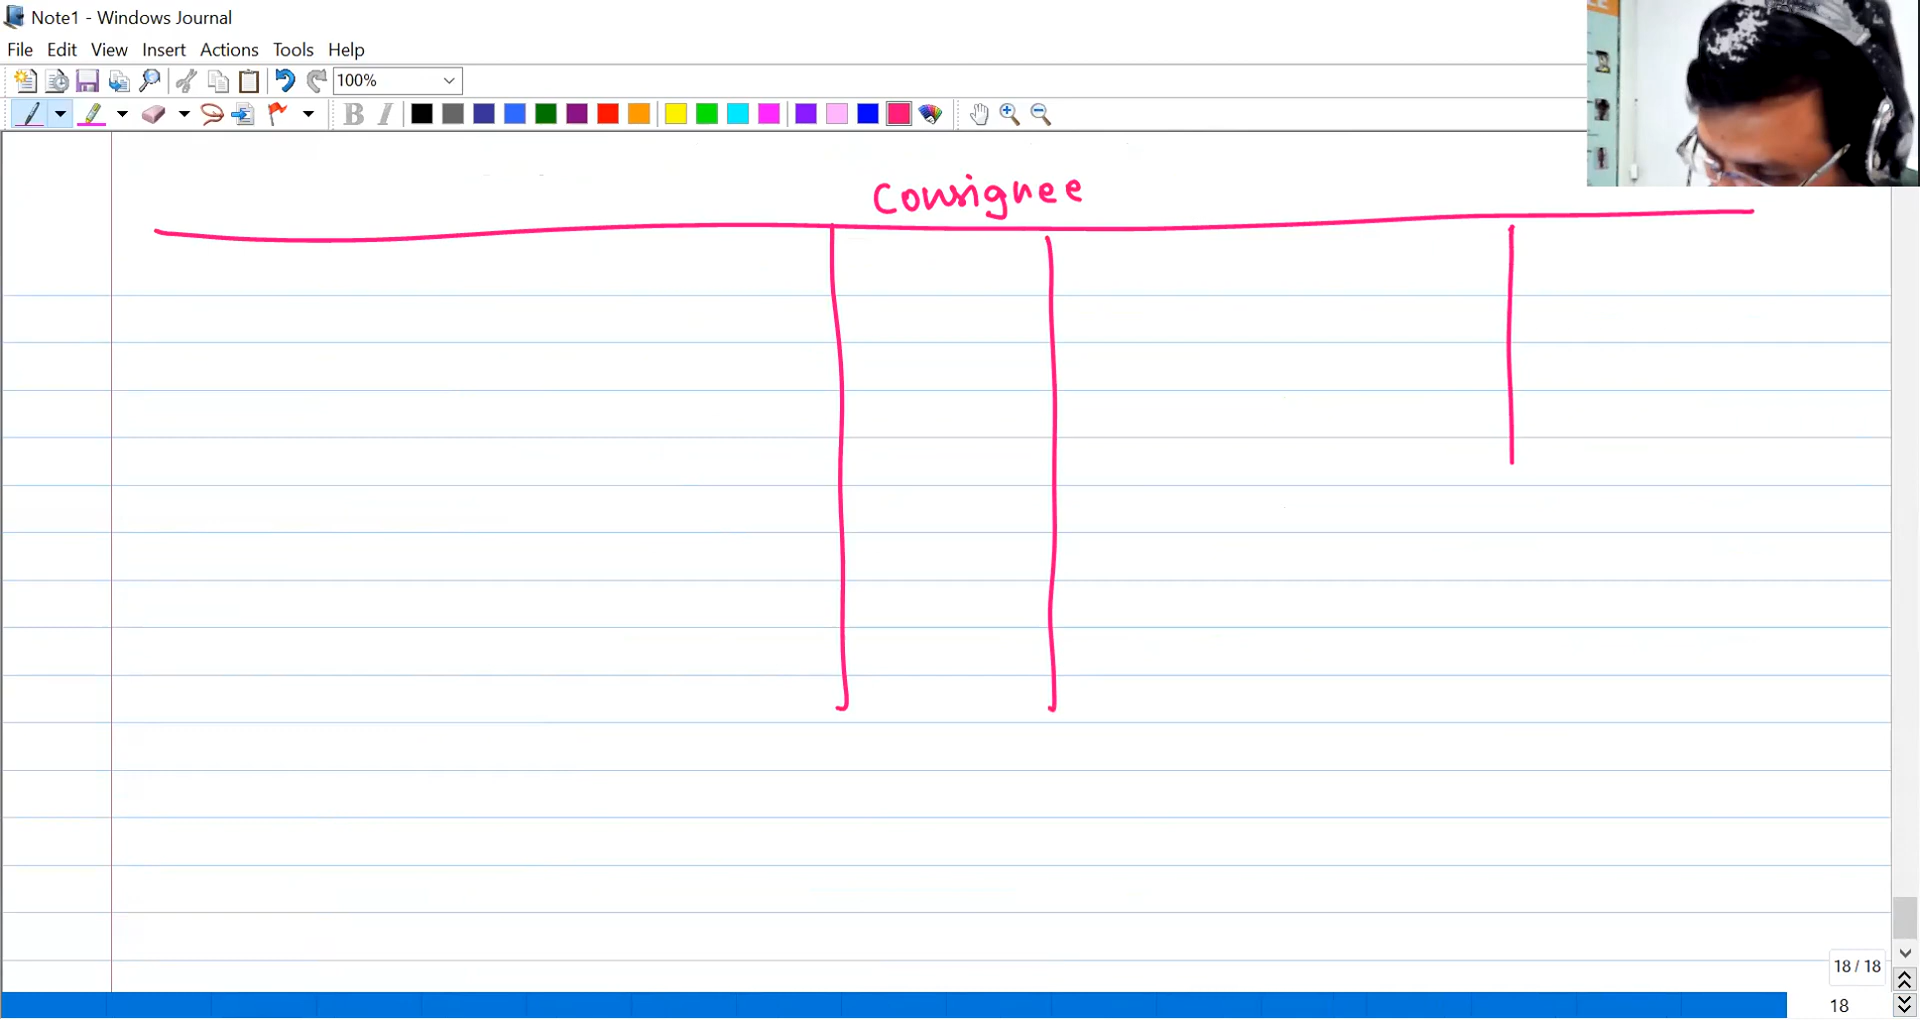 Note1 - Windows Journal
File Edit View Insert Actions Tools Help
100%
B I
Consignee
18 / 18
18